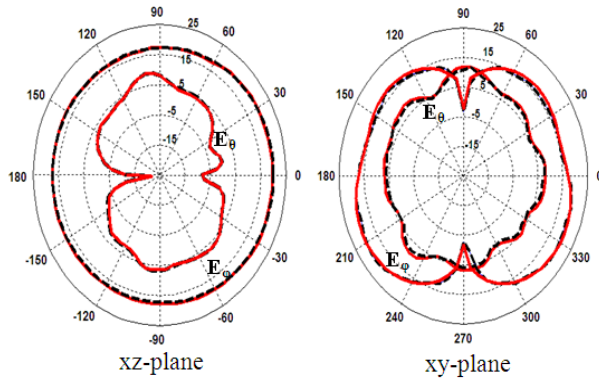 90 25 90 25
120 60 120 60
15 15
150 5 30 150 5 30
-5 Eθ Eθ -5
-15 -15
180 0 180 0
-150 -30 210 330
Eφ Eφ
-120 -60 240 300
-90 270
xz-plane xy-plane